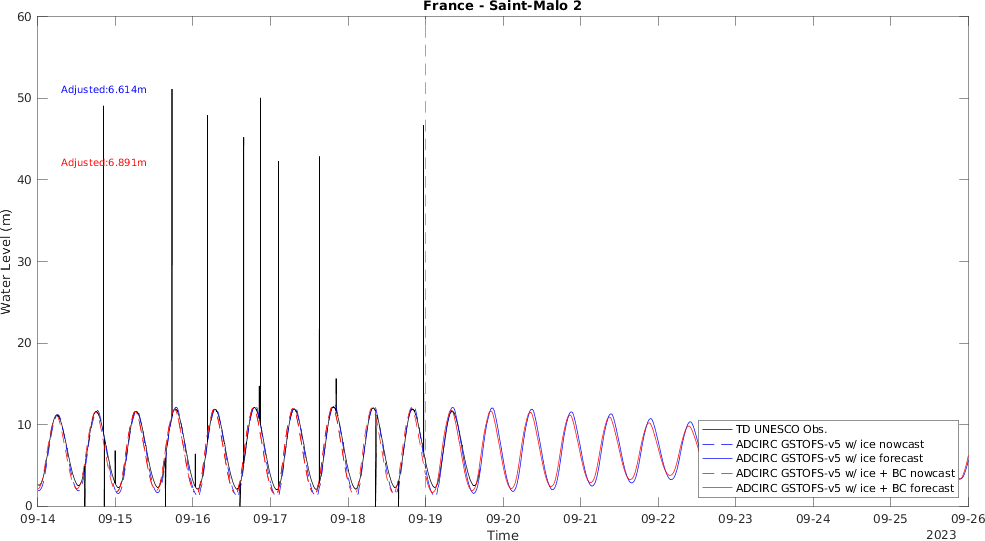 France - Saint-Malo 2
60
50
40
30
20
10
0
Water Level (m)
Adjusted:6.614m
Adjusted:6.891m
TD UNESCO Obs.
ADCIRC GSTOFS-v5 w/ ice nowcast
ADCIRC GSTOFS-v5 w/ ice forecast
ADCIRC GSTOFS-v5 w/ ice + BC nowcast
ADCIRC GSTOFS-v5 w/ ice + BC forecast
09-14 09-15 09-16 09-17 09-18 09-19 09-20 09-21 09-22 09-23 09-24 09-25 09-26
Time
2023